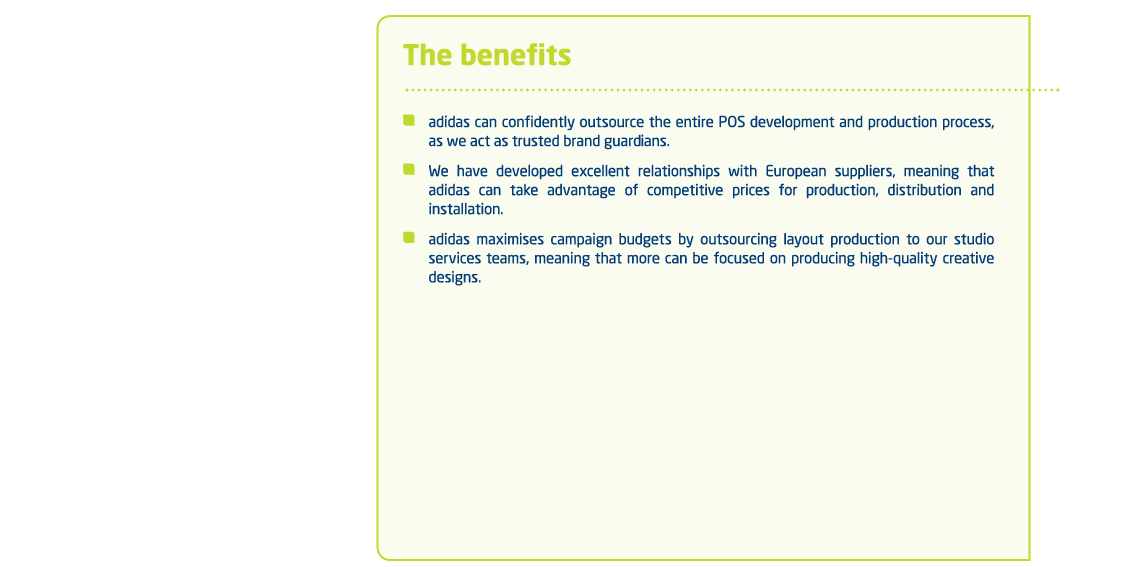 The benefits
adidas can confidently outsource the entire POS development and production process,
as we act as trusted brand guardians.
We have developed excellent relationships with European suppliers, meaning that
adidas can take advantage of competitive prices for production, distribution and
installation.
adidas maximises campaign budgets by outsourcing layout production to our studio
services teams, meaning that more can be focused on producing high-quality creative
designs.